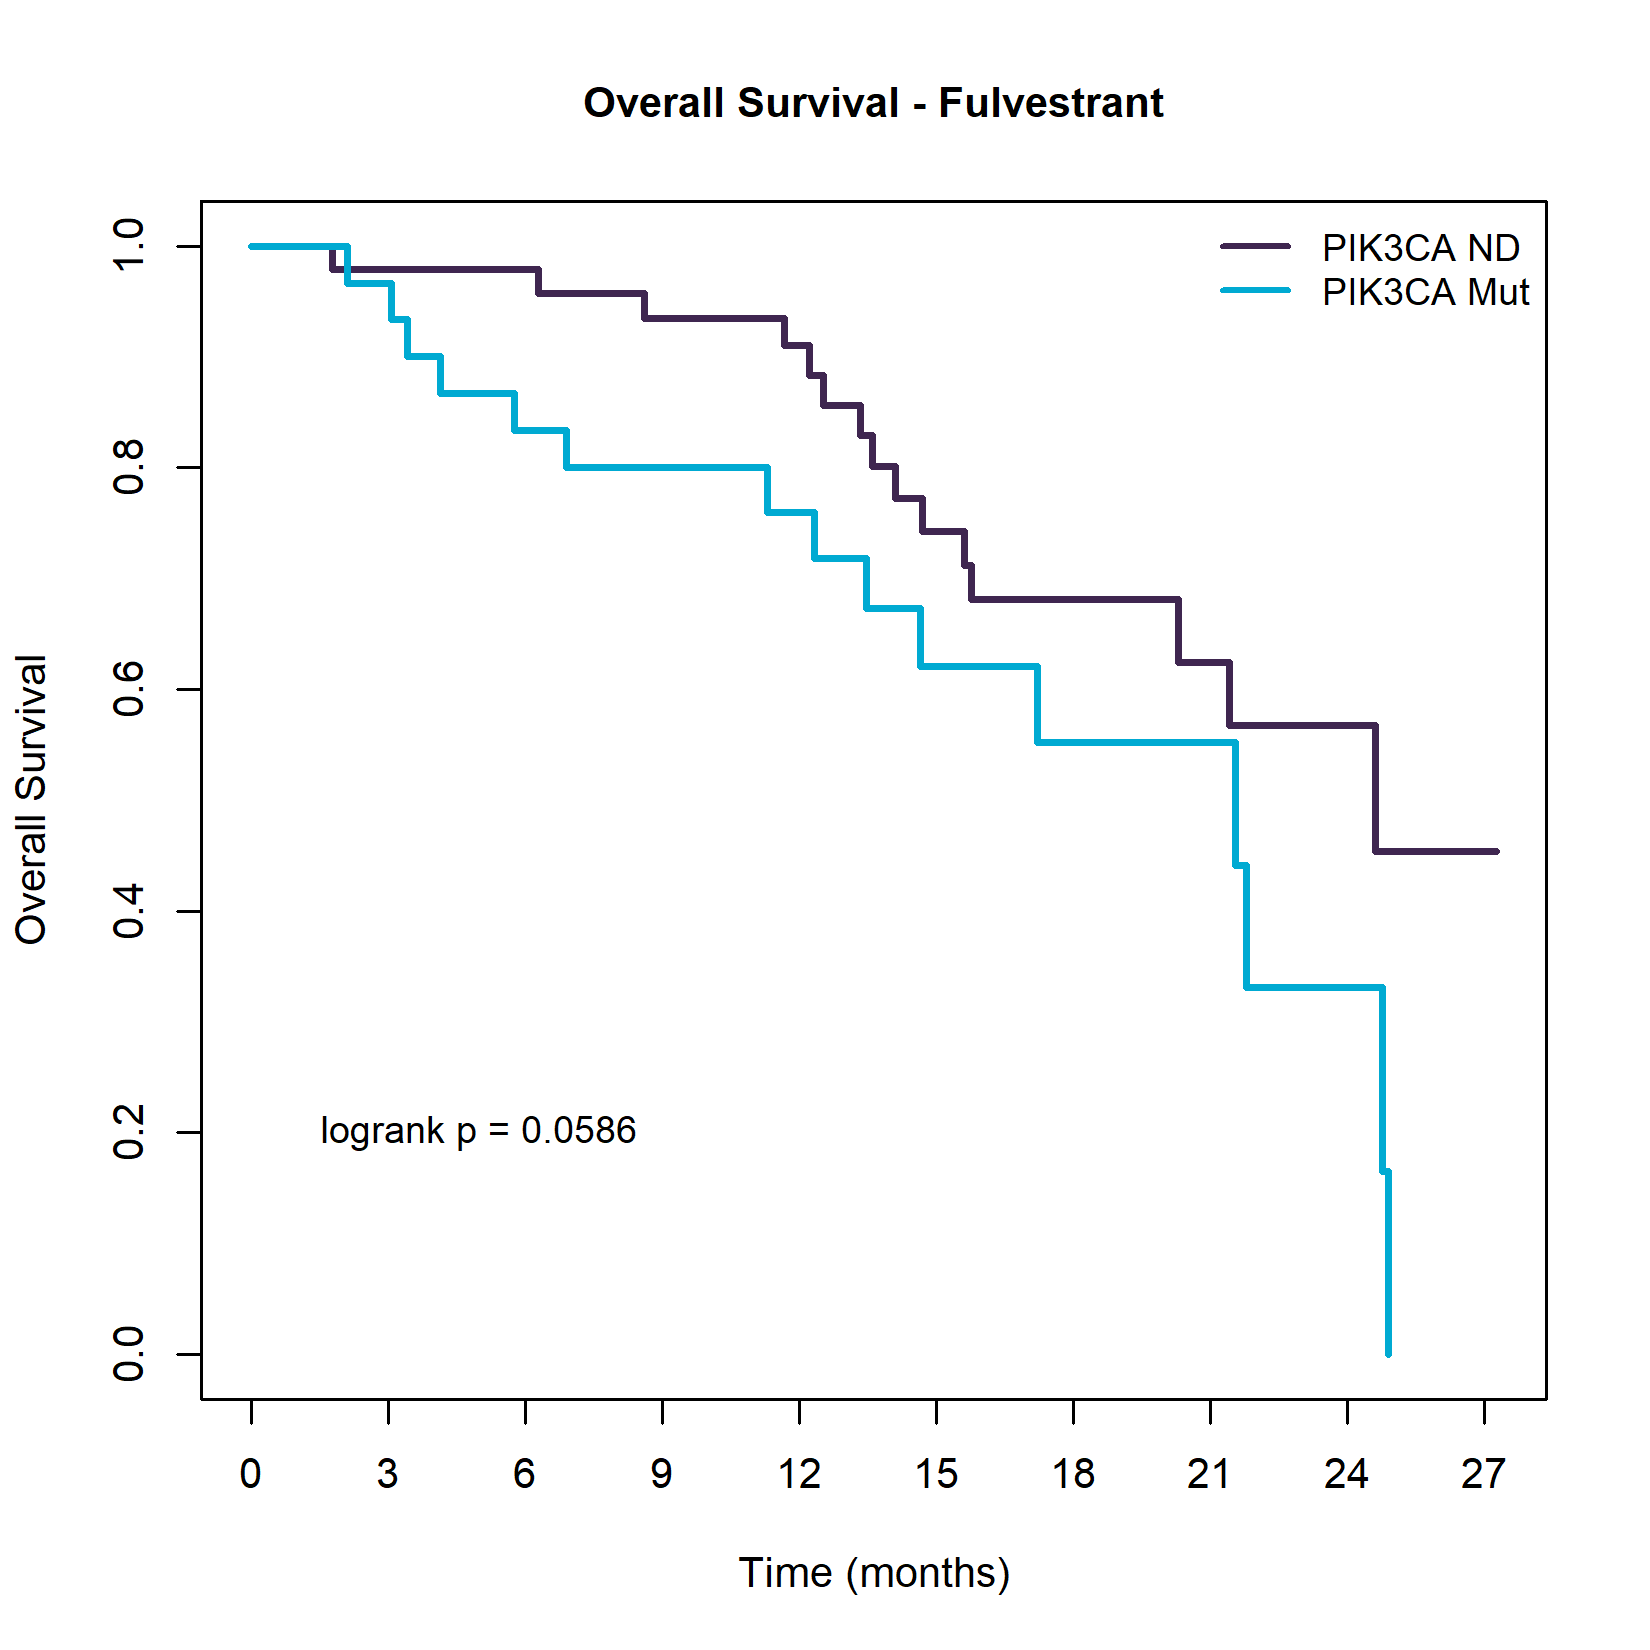 Overall Survival - Fulvestrant
PIK3CA ND
PIK3CA Mut
1.0
0.8
0.6
0.4
0.2
0.0
Overall Survival
logrank p = 0.0586
0 3 6 9 12 15 18 21 24 27
Time (months)